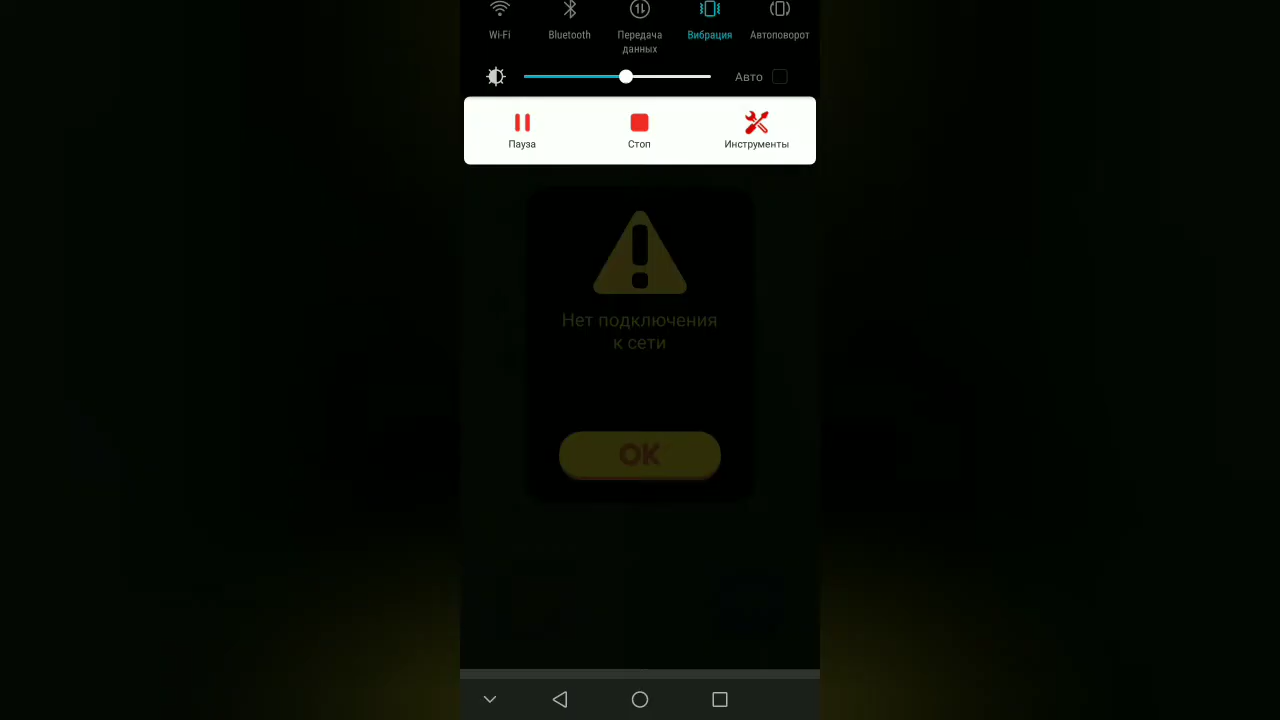 Wi-Fi
Bluetooth
Передача
данных
Вибрация
Автоповорот
Авто
Пауза
Стоп
Инструменты
Нет подключения
к сети
OK